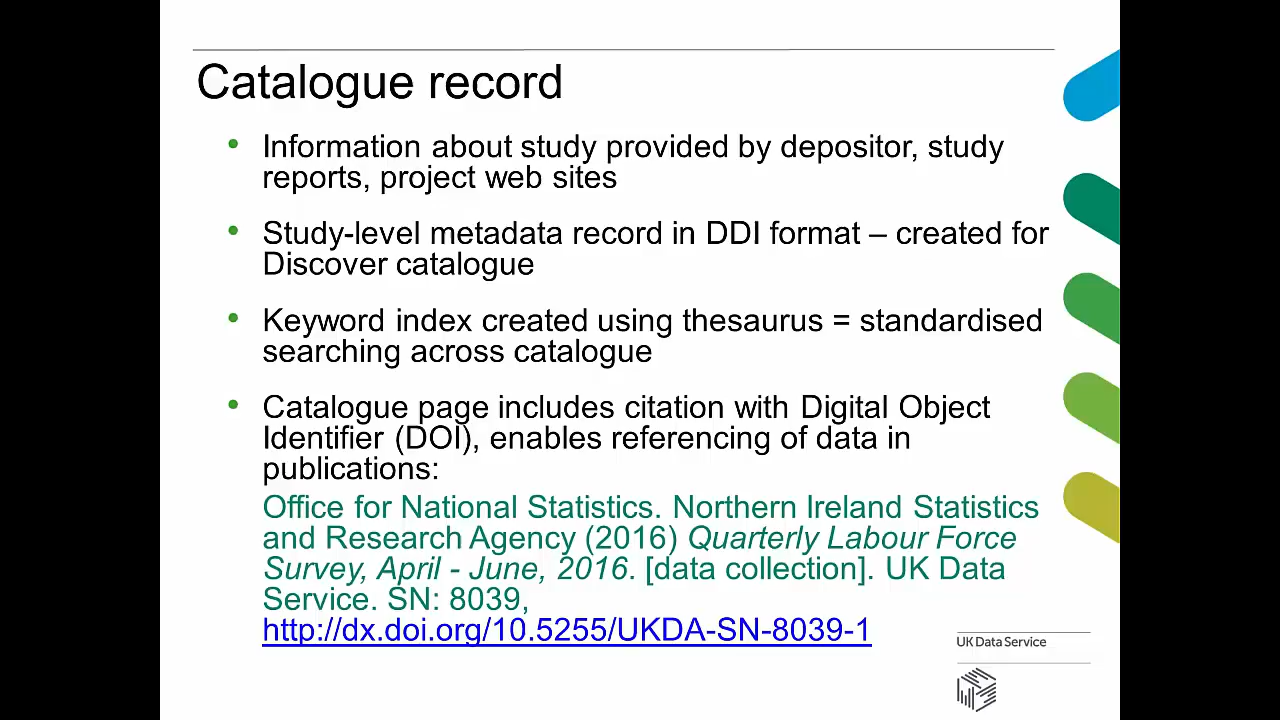 Catalogue record
• Information about study provided by depositor, study
reports, project web sites
• Study-level metadata record in DDI format – created for
Discover catalogue
• Keyword index created using thesaurus = standardised
searching across catalogue
• Catalogue page includes citation with Digital Object
Identifier (DOI), enables referencing of data in
publications:
Office for National Statistics. Northern Ireland Statistics
and Research Agency (2016) Quarterly Labour Force
Survey, April - June, 2016. [data collection]. UK Data
Service. SN: 8039,
http://dx.doi.org/10.5255/UKDA-SN-8039-1
UK Data Service